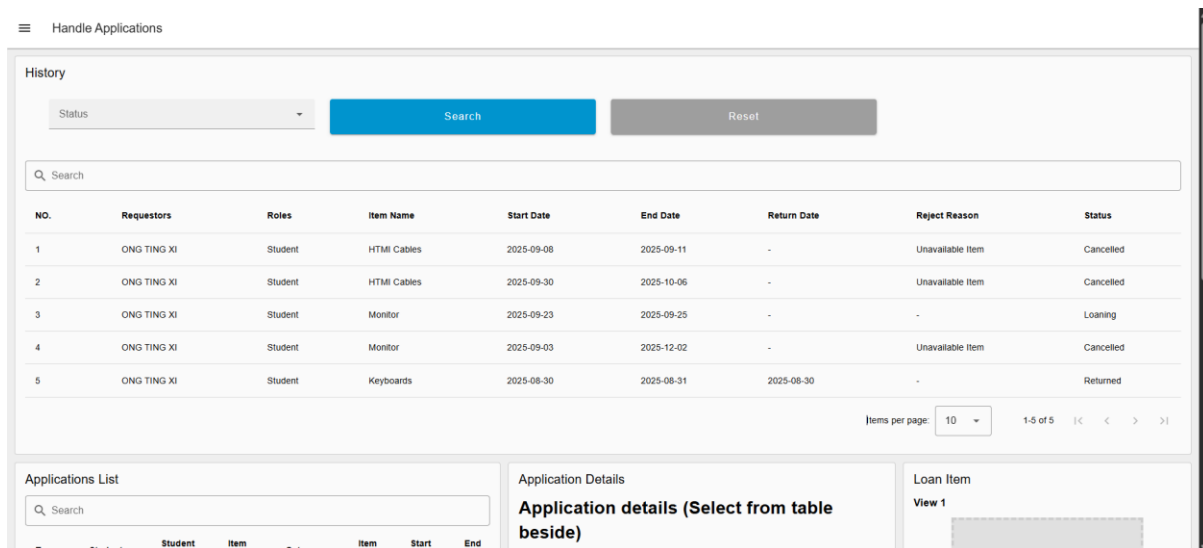 Handle Applications
History
Status Search Reset
Search
NO. Requestors Roles Item Name Start Date End Date Return Date Reject Reason Status
1 ONG TING XI Student HTMI Cables 2025-09-08 2025-09-11 - Unavailable Item Cancelled
2 ONG TING XI Student HTMI Cables 2025-09-30 2025-10-06 - Unavailable Item Cancelled
3 ONG TING XI Student Monitor 2025-09-23 2025-09-25 - - Loaning
4 ONG TING XI Student Monitor 2025-09-03 2025-12-02 - Unavailable Item Cancelled
5 ONG TING XI Student Keyboards 2025-08-30 2025-08-31 2025-08-30 - Returned
Items per page: 10 1-5 of 5
Applications List
Search
Student Item Item Start End
Application Details
Application details (Select from table
beside)
Loan Item
View 1